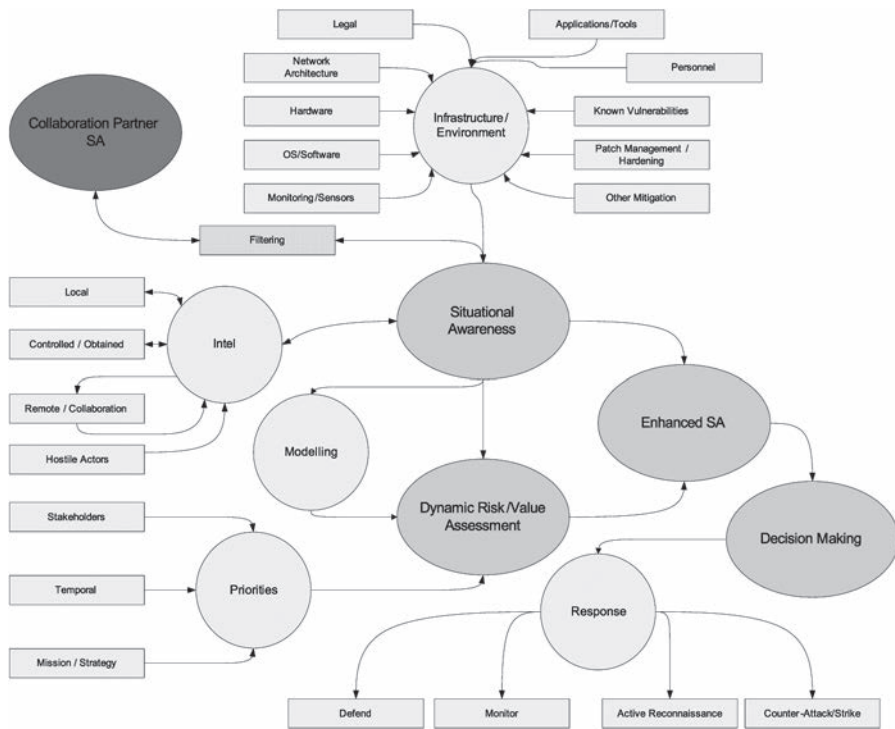 Legal
Applications/Tools
Network
Architecture
Personnel
Hardware
Infrastructure/
Environment
Known Vulnerabilities
Collaboration Partner
SA
OS/Software
Patch Management /
Hardening
Monitoring/Sensors
Other Mitigation
Filtering
Local
Situational
Awareness
Controlled / Obtained
Intel
Remote / Collaboration
Enhanced SA
Hostile Actors
Modelling
Stakeholders
Dynamic Risk/Value
Assessment
Decision Making
Temporal
Priorities
Response
Mission / Strategy
Defend
Monitor
Active Reconnaissance
Counter-Attack/Strike